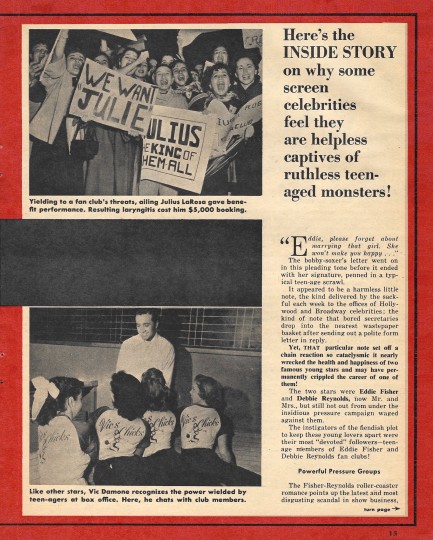 Here's the
INSIDE STORY
on why some
screen
celebrities
feel they
are helpless
captives of
ruthless teen-
aged monsters!
WE WANT
"JULIE"
JULIUS
KING OF
THEM ALL
Yielding to a fan club's threats, ailing Julius LaRosa gave bene-
fit performance. Resulting laryngitis cost him $5,000 booking.
Vic's Chicks
Vic's Chicks
Vic's Chicks
Like other stars, Vic Damone recognizes the power wielded by
teen-agers at box office. Here, he chats with club members.
"Eddie, please forget about
marrying that girl. She
won't make you happy . . ."
The bobby-soxer's letter went on
in this pleading tone before it ended
with her signature, penned in a typ-
ical teen-age scrawl.
It appeared to be a harmless little
note, the kind delivered by the sack-
ful each week to the offices of Holly-
wood and Broadway celebrities; the
kind of note that bored secretaries
drop into the nearest wastepaper
basket after sending out a polite form
letter in reply.
Yet, THAT particular note set off a
chain reaction so cataclysmic it nearly
wrecked the health and happiness of two
famous young stars and may have per-
manently crippled the career of one of
them!
The two stars were Eddie Fisher
and Debbie Reynolds, now Mr. and
Mrs., but still not out from under the
insidious pressure campaign waged
against them.
The instigators of the fiendish plot
to keep these young lovers apart were
their most "devoted" followers—teen-
age members of Eddie Fisher and
Debbie Reynolds fan clubs!
Powerful Pressure Groups
The Fisher-Reynolds roller-coaster
romance points up the latest and most
disgusting scandal in show business,
turn page